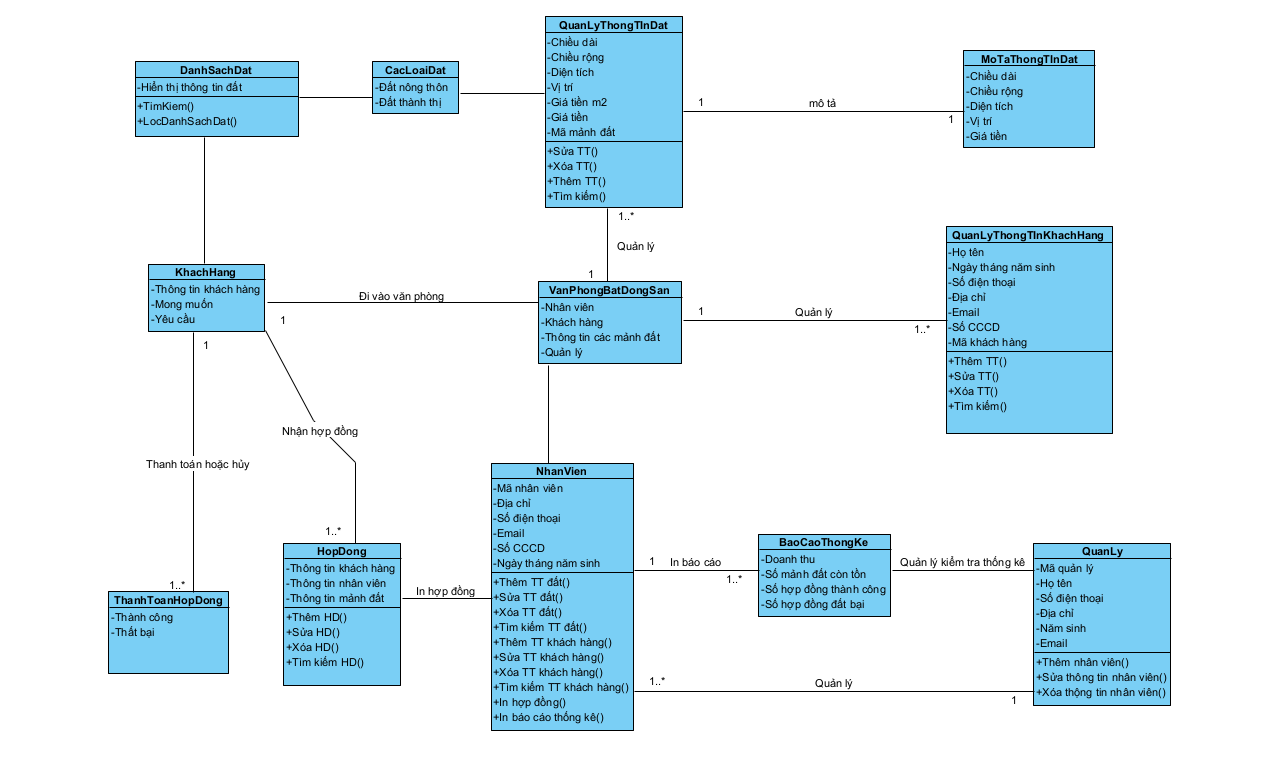 QuanLyThongTInDat
-Chiều dài
-Chiều rộng
-Diện tích
-Vị trí
-Giá tiền m2
-Giá tiền
-Mã mảnh đất
+Sửa TT()
+Xóa TT()
+Thêm TT()
+Tìm kiếm()
DanhSachDat
-Hiển thị thông tin đất
+TimKiem()
+LocDanhSachDat()
CacLoaiDat
-Đất nông thôn
-Đất thành thị
MoTaThongTInDat
-Chiều dài
-Chiều rộng
-Diện tích
-Vị trí
-Giá tiền
1
mô tả
1
1..*
Quản lý
1
QuanLyThongTInKhachHang
-Họ tên
-Ngày tháng năm sinh
-Số điện thoại
-Địa chỉ
-Email
-Số CCCD
-Mã khách hàng
+Thêm TT()
+Sửa TT()
+Xóa TT()
+Tìm kiếm()
KhachHang
-Thông tin khách hàng
-Mong muốn
-Yêu cầu
Đi vào văn phòng
1
VanPhongBatDongSan
-Nhân viên
-Khách hàng
-Thông tin các mảnh đất
-Quản lý
1
Quản lý
1..*
1
Nhận hợp đồng
1..*
Thanh toán hoặc hủy
1..*
ThanhToanHopDong
-Thành công
-Thất bại
HopDong
-Thông tin khách hàng
-Thông tin nhân viên
-Thông tin mảnh đất
+Thêm HD()
+Sửa HD()
+Xóa HD()
+Tìm kiếm HD()
In hợp đồng
NhanVien
-Mã nhân viên
-Địa chỉ
-Số điện thoại
-Email
-Số CCCD
-Ngày tháng năm sinh
+Thêm TT đất()
+Sửa TT đất()
+Xóa TT đất()
+Tìm kiếm TT đất()
+Thêm TT khách hàng()
+Sửa TT khách hàng()
+Xóa TT khách hàng()
+Tìm kiếm TT khách hàng()
+In hợp đồng()
+In báo cáo thống kê()
1
In báo cáo
1..*
BaoCaoThongKe
-Doanh thu
-Số mảnh đất còn tồn
-Số hợp đồng thành công
-Số hợp đồng đất bại
Quản lý kiểm tra thống kê
QuanLy
-Mã quản lý
-Họ tên
-Số điện thoại
-Địa chỉ
-Năm sinh
-Email
+Thêm nhân viên()
+Sửa thông tin nhân viên()
+Xóa thộng tin nhân viên()
1..*
Quản lý
1